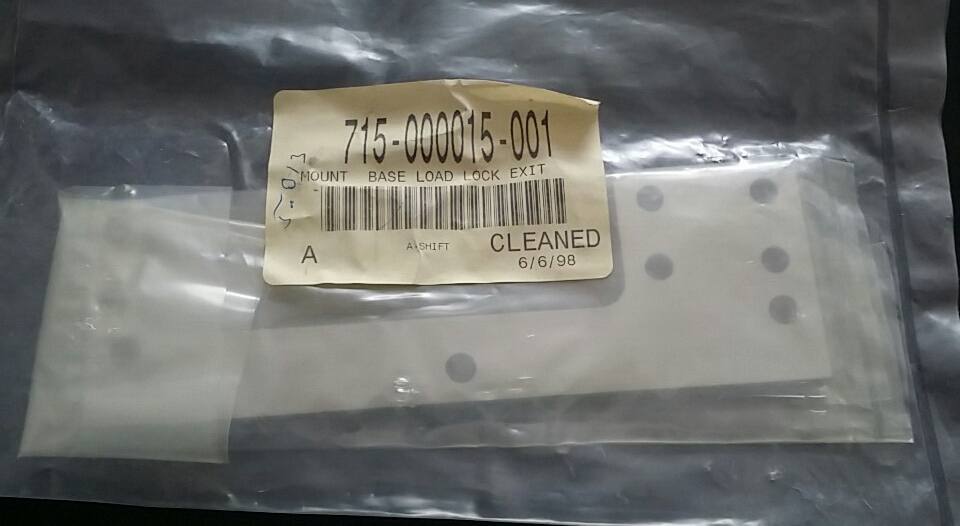 715-000015-001
MOUNT BASE LOAD LOCK EXIT
A
A-SHIFT
CLEANED
6/6/98